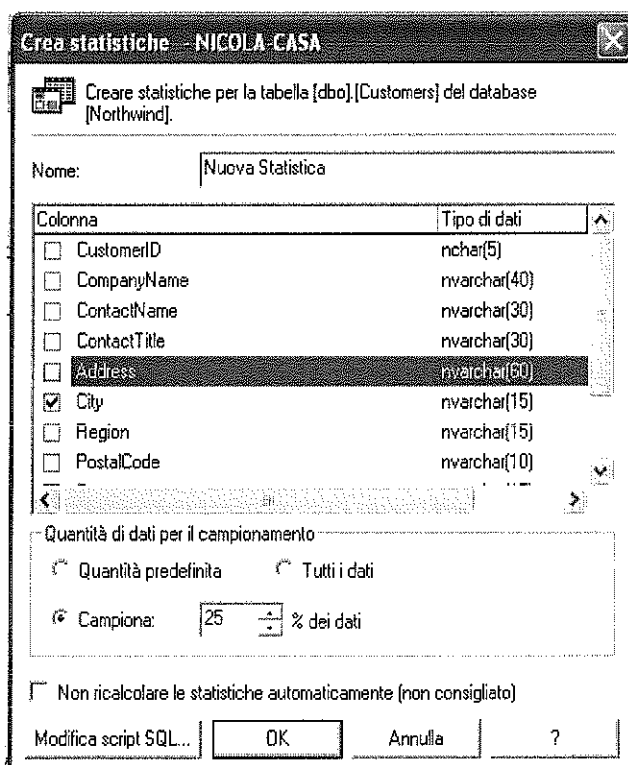 Crea statistiche - NICOLA-CASA
Creare statistiche per la tabella [dbo].[Customers] del database
[Northwind].
Nome: Nuova Statistica
Colonna Tipo di dati
CustomerID nchar(5)
CompanyName nvarchar(40)
ContactName nvarchar(30)
ContactTitle nvarchar(30)
Address nvarchar(60)
City nvarchar(15)
Region nvarchar(15)
PostalCode nvarchar(10)
Quantità di dati per il campionamento
Quantità predefinita Tutti i dati
Campiona: 25 % dei dati
Non ricalcolare le statistiche automaticamente (non consigliato)
Modifica script SQL... OK Annulla ?